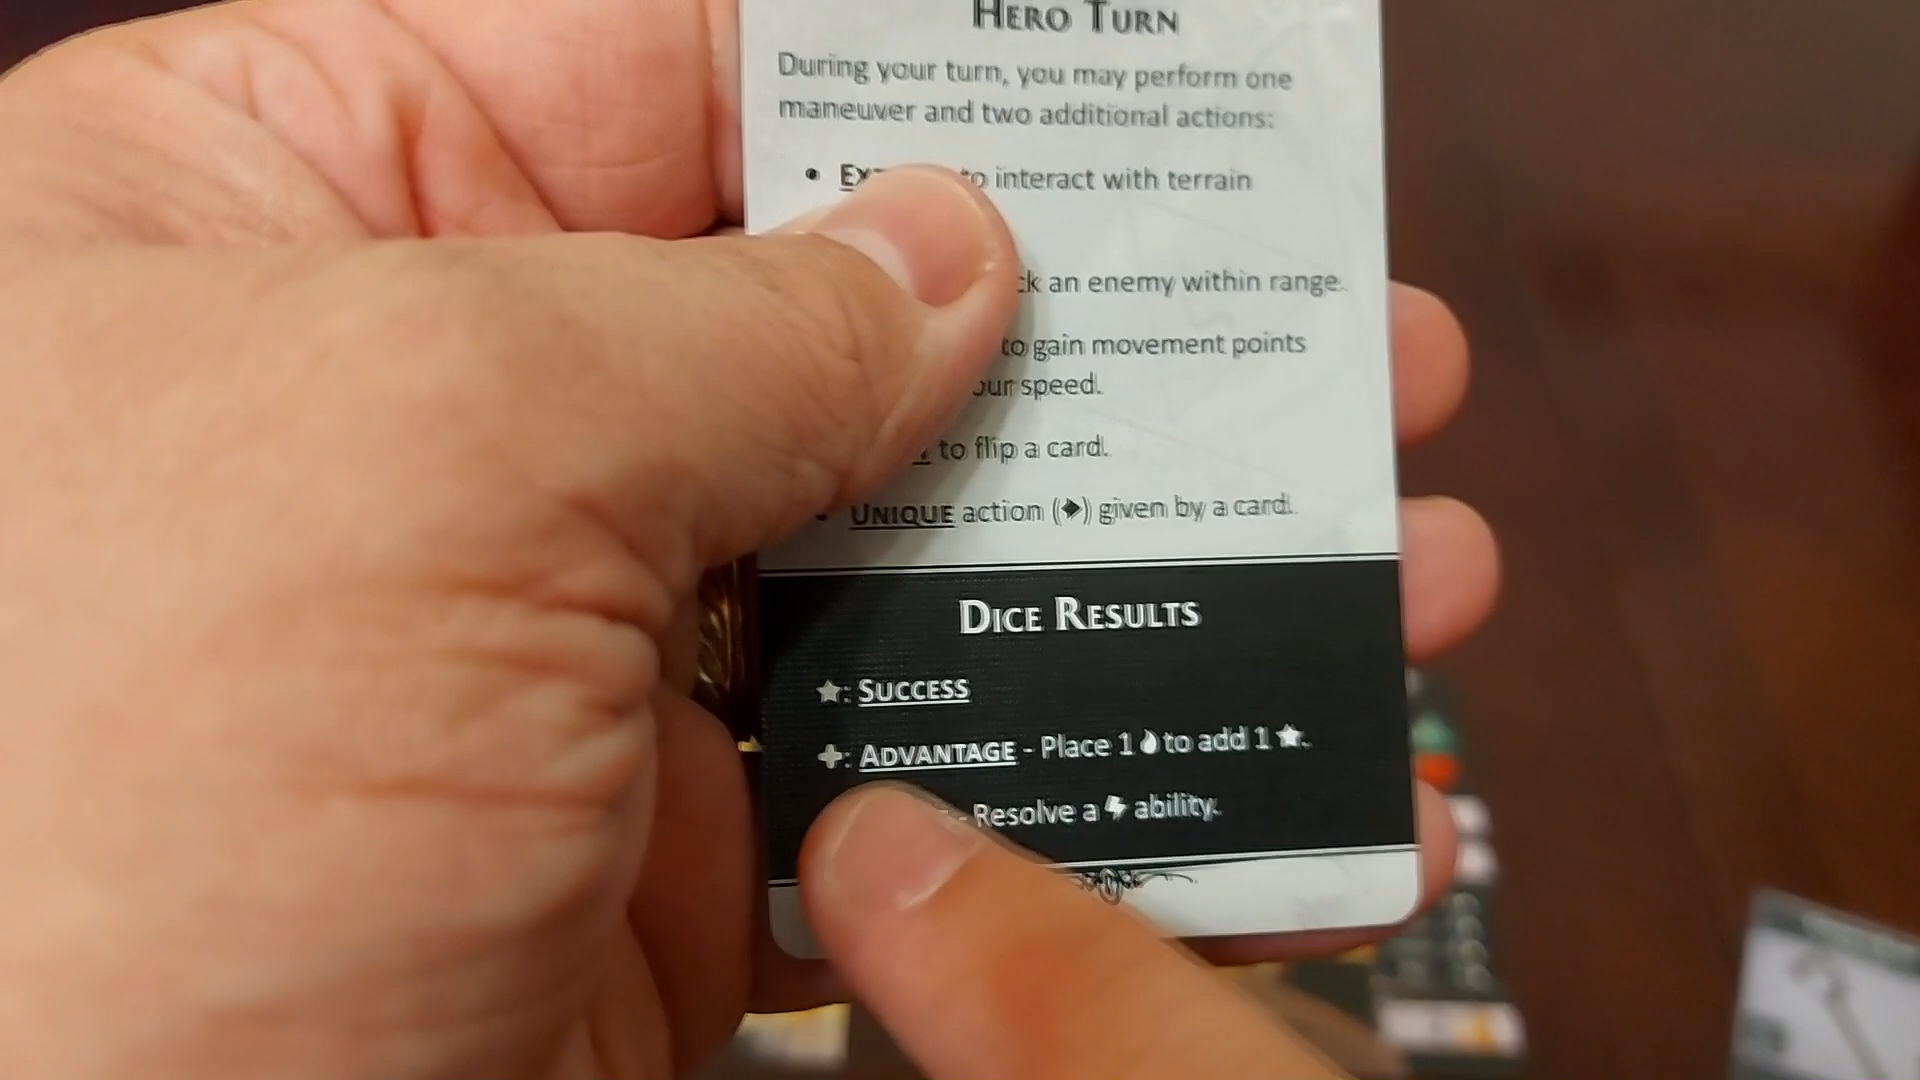 HERO TURN
During your turn, you may perform one
maneuver and two additional actions:
• to interact with terrain
an enemy within range.
to gain movement points
speed.
to flip a card.
• UNIQUE action (➧) given by a card.
DICE RESULTS
★: SUCCESS
✚: ADVANTAGE - Place 1 💧 to add 1 ★.
- Resolve a ⚡ ability.